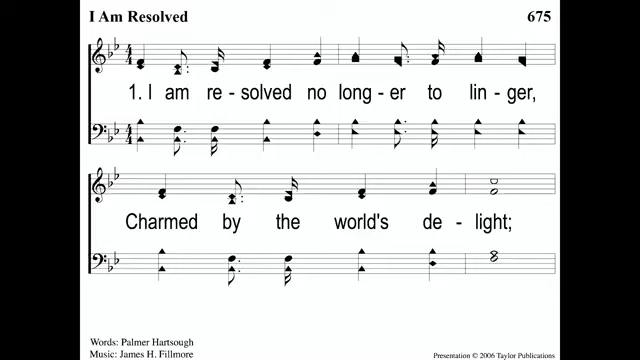 I Am Resolved 675
1. I am re - solved no long - er to lin - ger,
Charmed by the world's de - light;
Words: Palmer Hartsough
Music: James H. Fillmore
Presentation © 2006 Taylor Publications